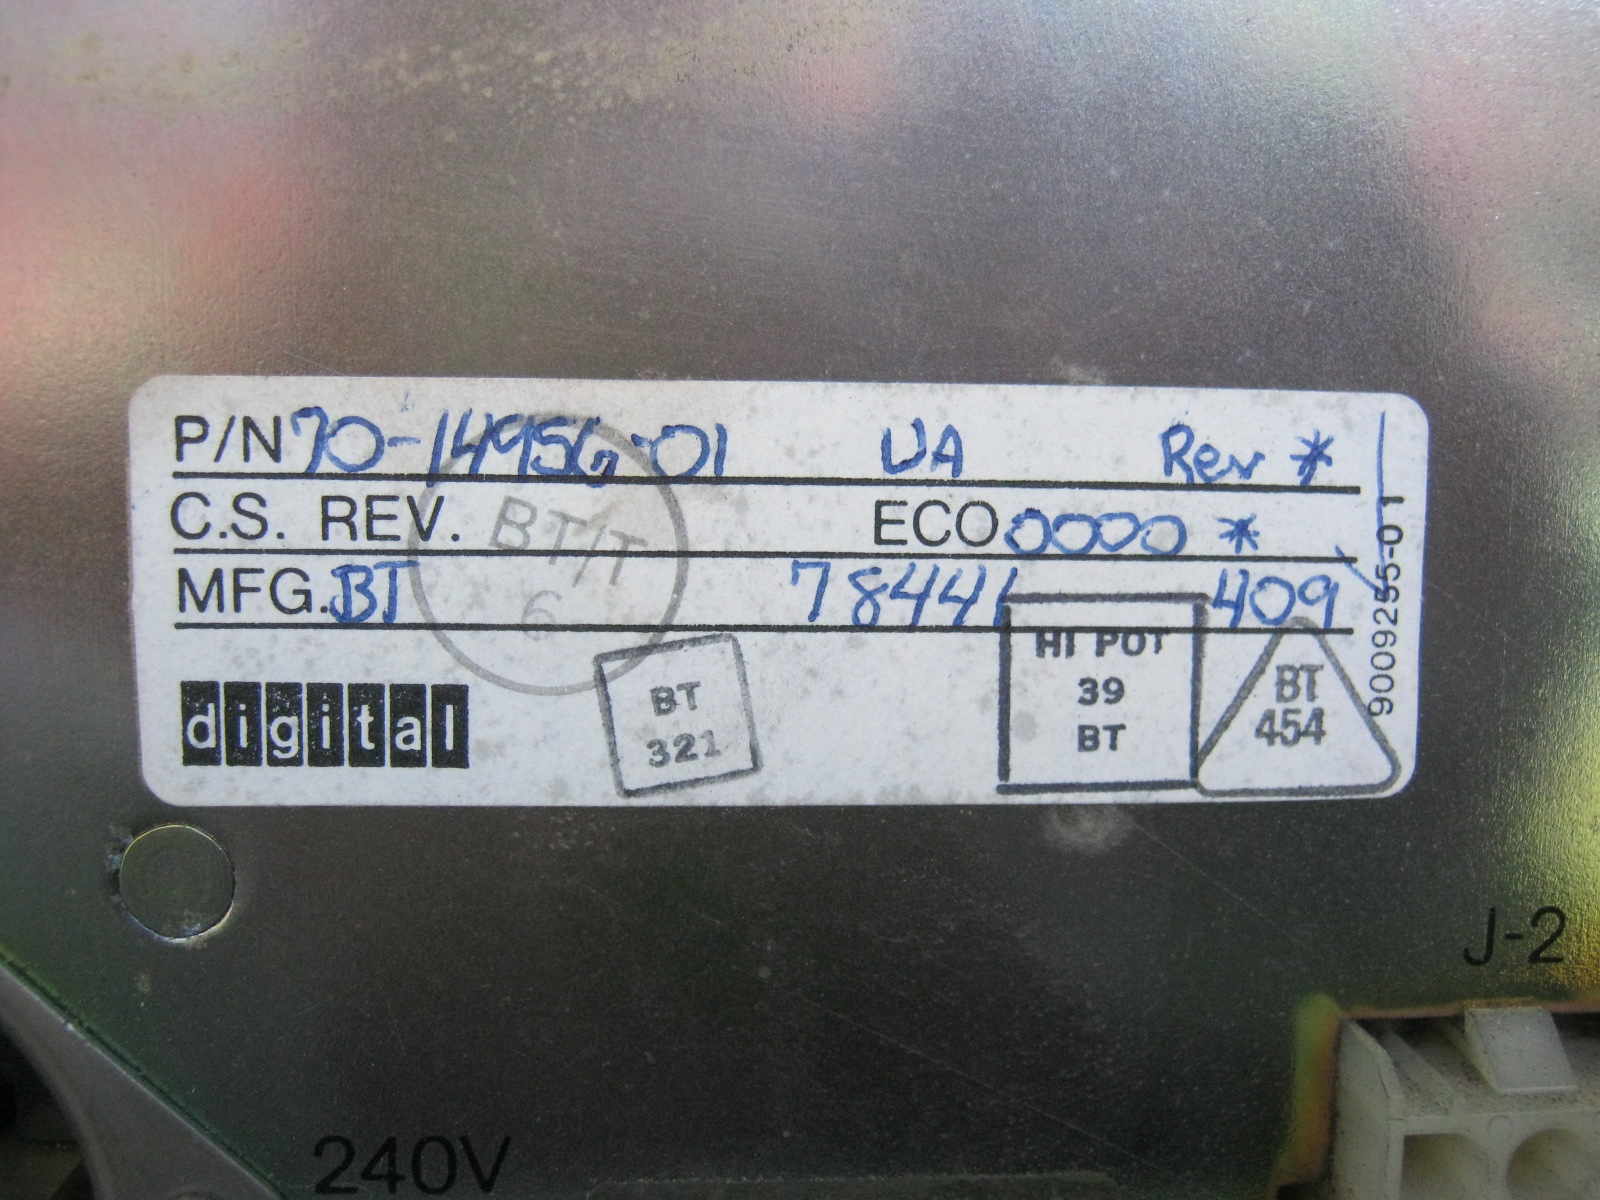 P/N 70-14956-01 UA Rev *
C.S. REV. ECO 0000 *
MFG. BT 78441 409
BT/T
6
digital
BT
321
HI POT
39
BT
BT
454
9009255-01
J-2
240V